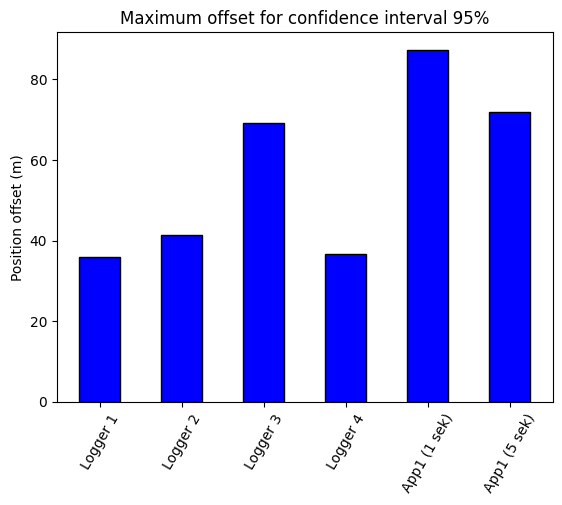 Maximum offset for confidence interval 95%
Position offset (m)
80
60
40
20
0
Logger 1
Logger 2
Logger 3
Logger 4
App1 (1 sek)
App1 (5 sek)